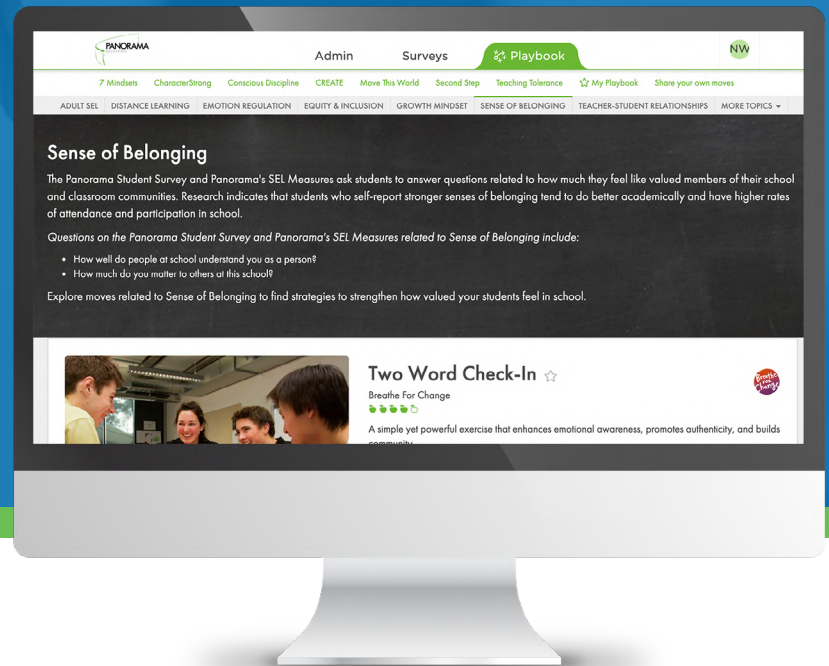 PANORAMA
Admin Surveys Playbook NW
7 Mindsets CharacterStrong Conscious Discipline CREATE Move This World Second Step Teaching Tolerance My Playbook Share your own moves
ADULT SEL DISTANCE LEARNING EMOTION REGULATION EQUITY & INCLUSION GROWTH MINDSET SENSE OF BELONGING TEACHER-STUDENT RELATIONSHIPS MORE TOPICS
Sense of Belonging
The Panorama Student Survey and Panorama's SEL Measures ask students to answer questions related to how much they feel like valued members of their school
and classroom communities. Research indicates that students who self-report stronger senses of belonging tend to do better academically and have higher rates
of attendance and participation in school.
Questions on the Panorama Student Survey and Panorama's SEL Measures related to Sense of Belonging include:
• How well do people at school understand you as a person?
• How much do you matter to others at this school?
Explore moves related to Sense of Belonging to find strategies to strengthen how valued your students feel in school.
Two Word Check-In
Breathe For Change
Breathe For Change
A simple yet powerful exercise that enhances emotional awareness, promotes authenticity, and builds
community